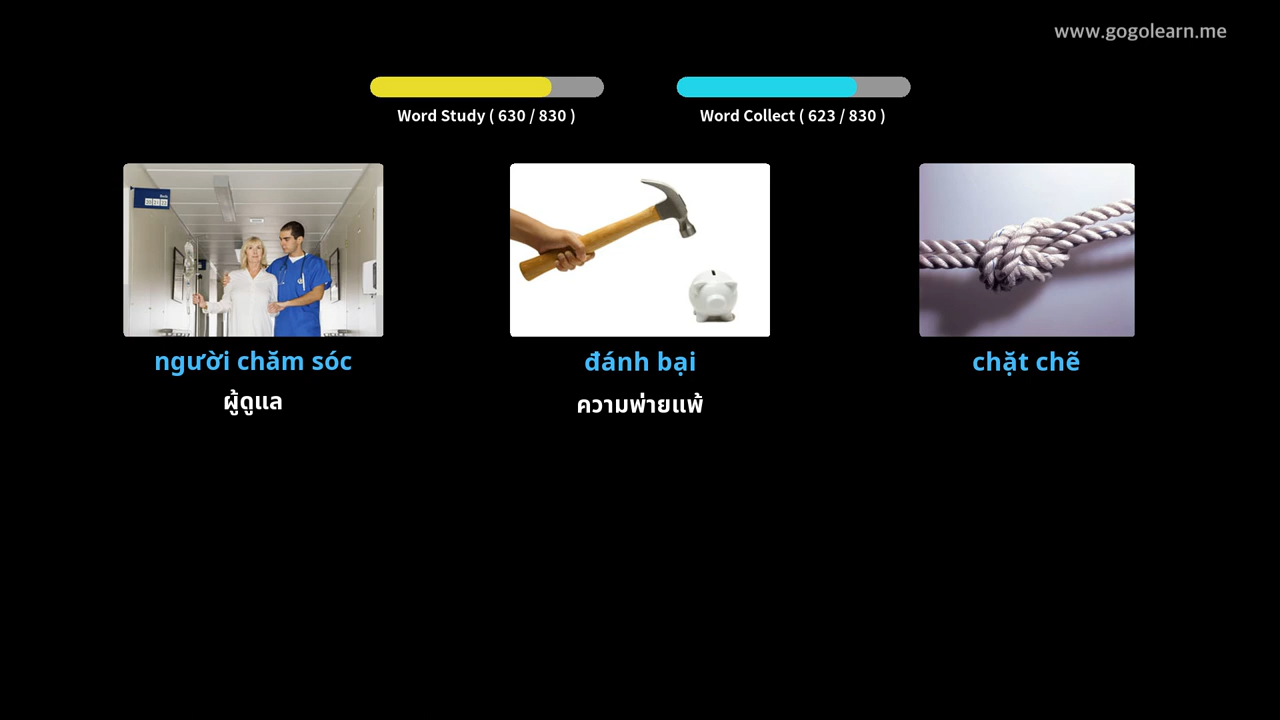 www.gogolearn.me
Word Study ( 630 / 830 )
Word Collect ( 623 / 830 )
người chăm sóc
đánh bại
chặt chẽ
ผู้ดูแล
ความพ่ายแพ้